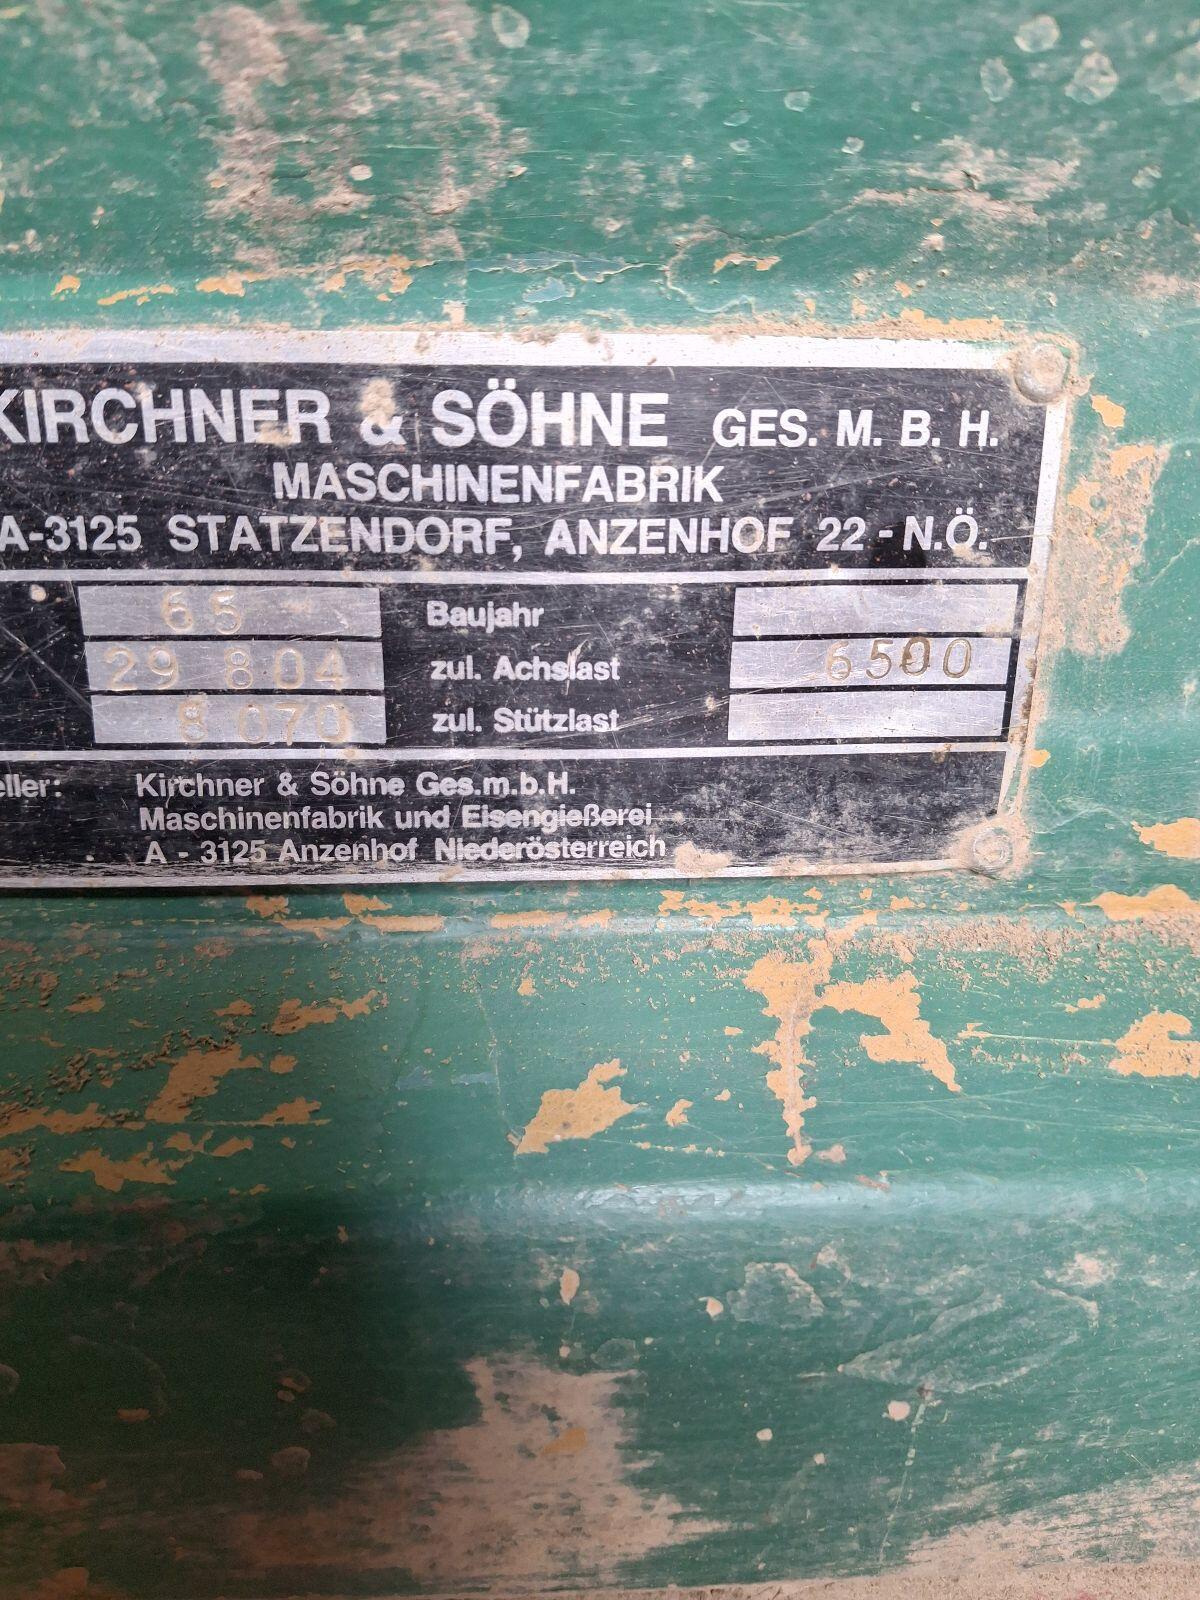 KIRCHNER & SÖHNE GES. M. B. H.
MASCHINENFABRIK
A-3125 STATZENDORF, ANZENHOF 22 - N.Ö.
65 Baujahr
29 804 zul. Achslast 6500
8 070 zul. Stützlast
eller: Kirchner & Söhne Ges.m.b.H.
Maschinenfabrik und Eisengießerei
A - 3125 Anzenhof Niederösterreich